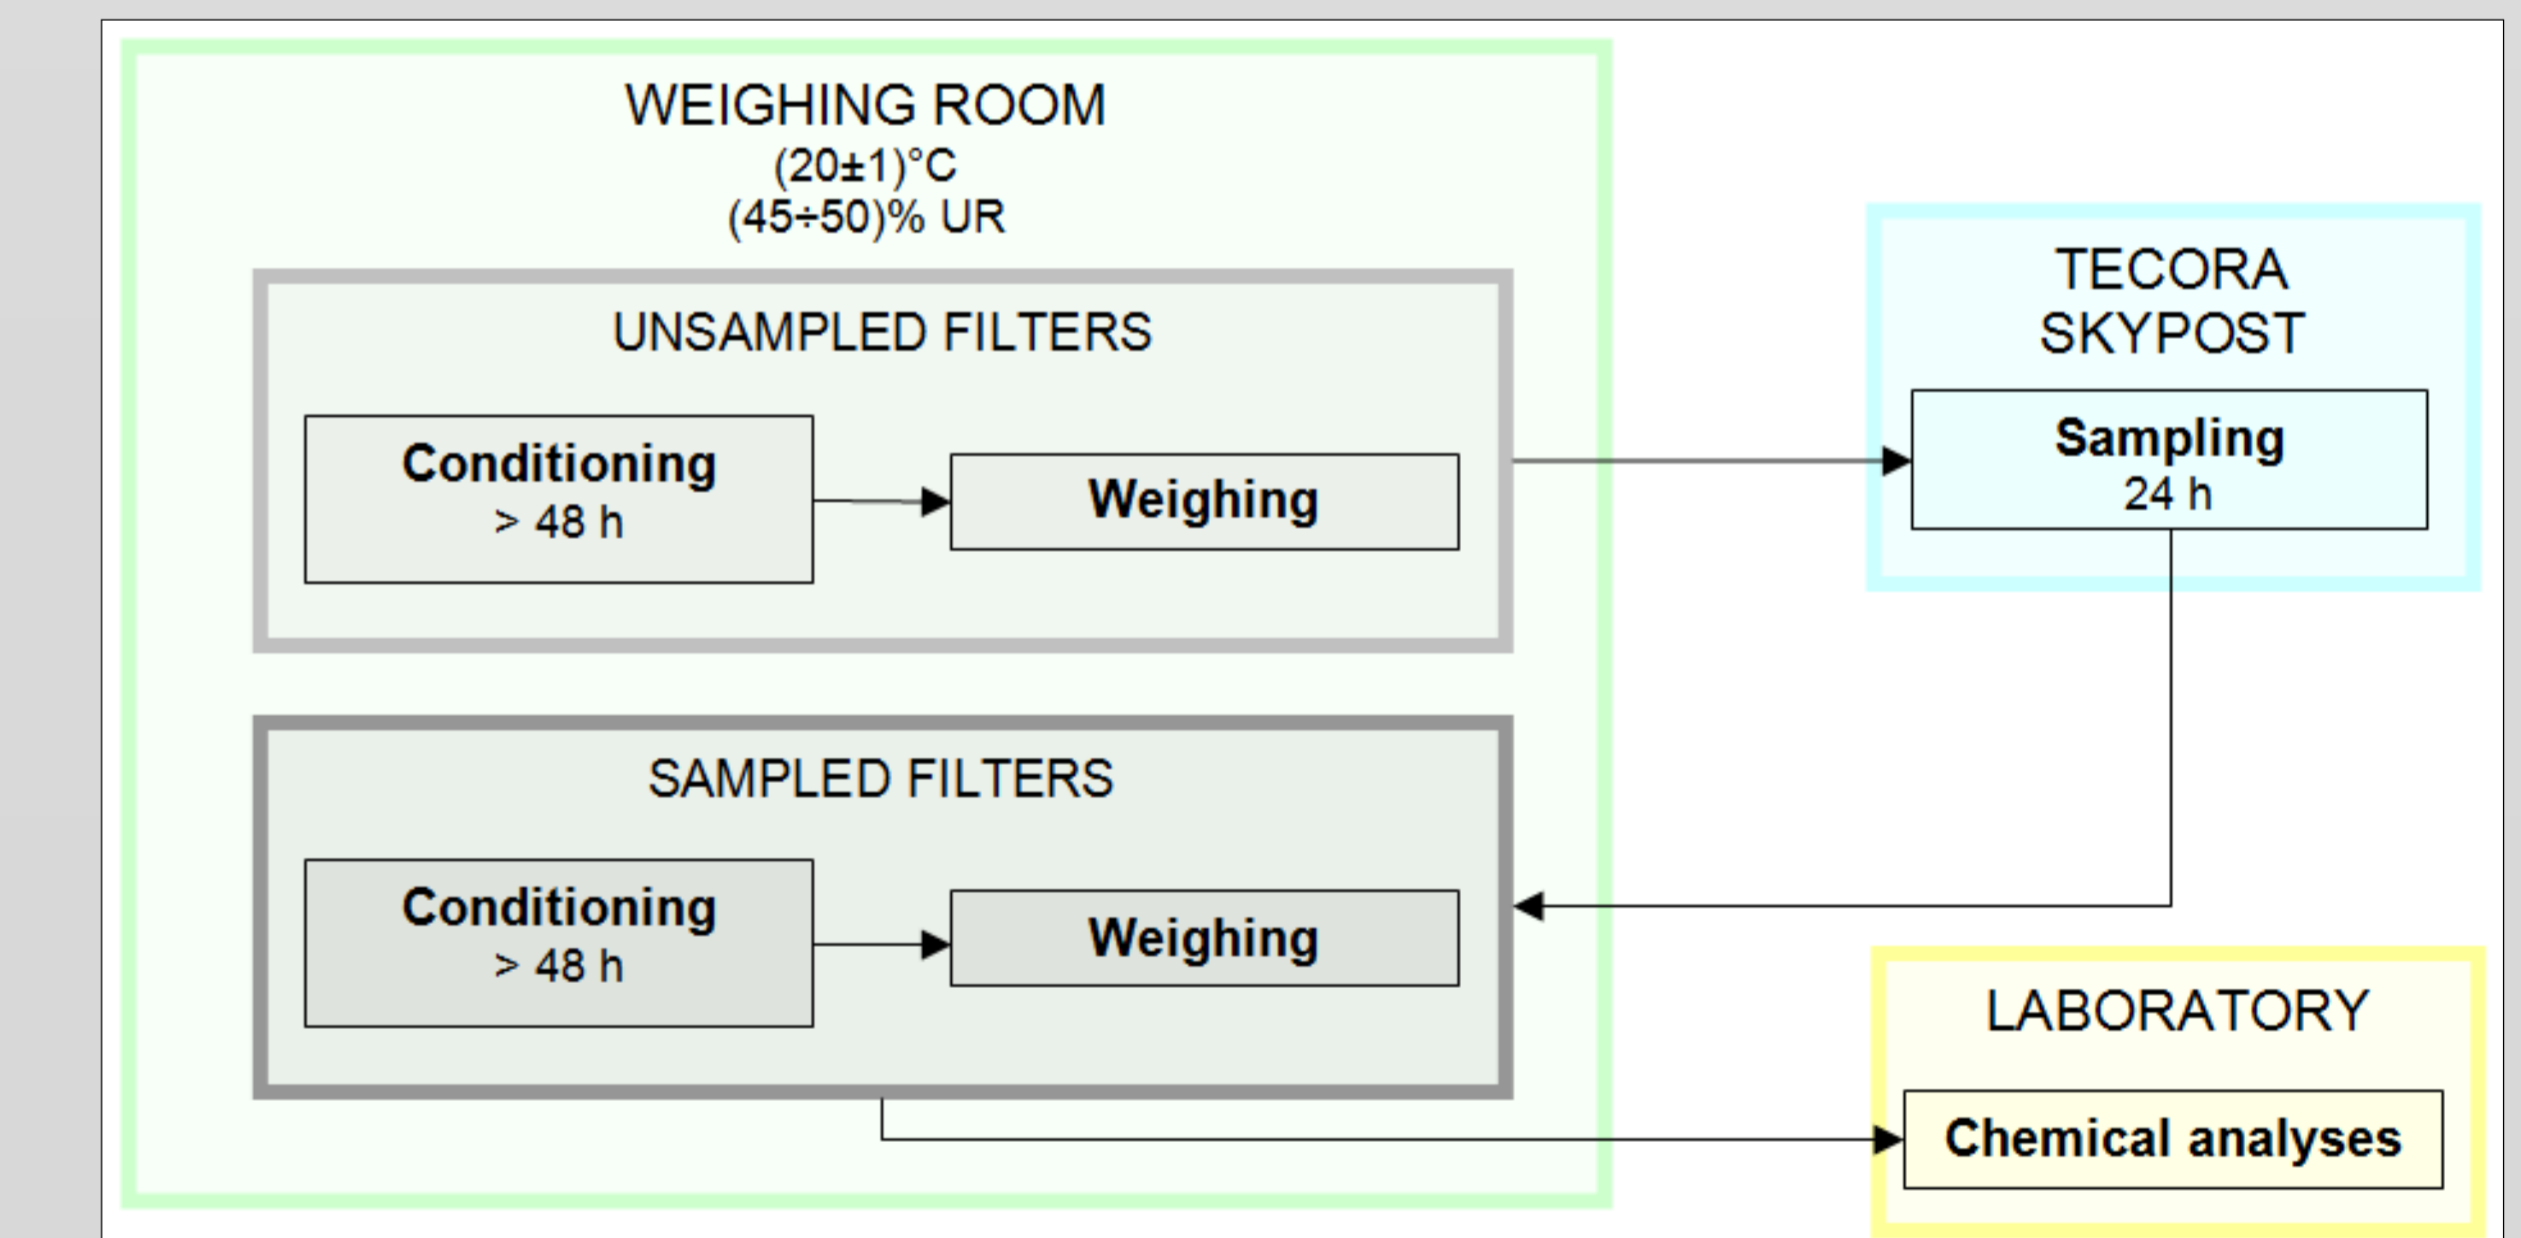 WEIGHING ROOM
(20±1)°C
(45÷50)% UR
UNSAMPLED FILTERS
Conditioning
> 48 h
Weighing
TECORA
SKYPOST
Sampling
24 h
SAMPLED FILTERS
Conditioning
> 48 h
Weighing
LABORATORY
Chemical analyses